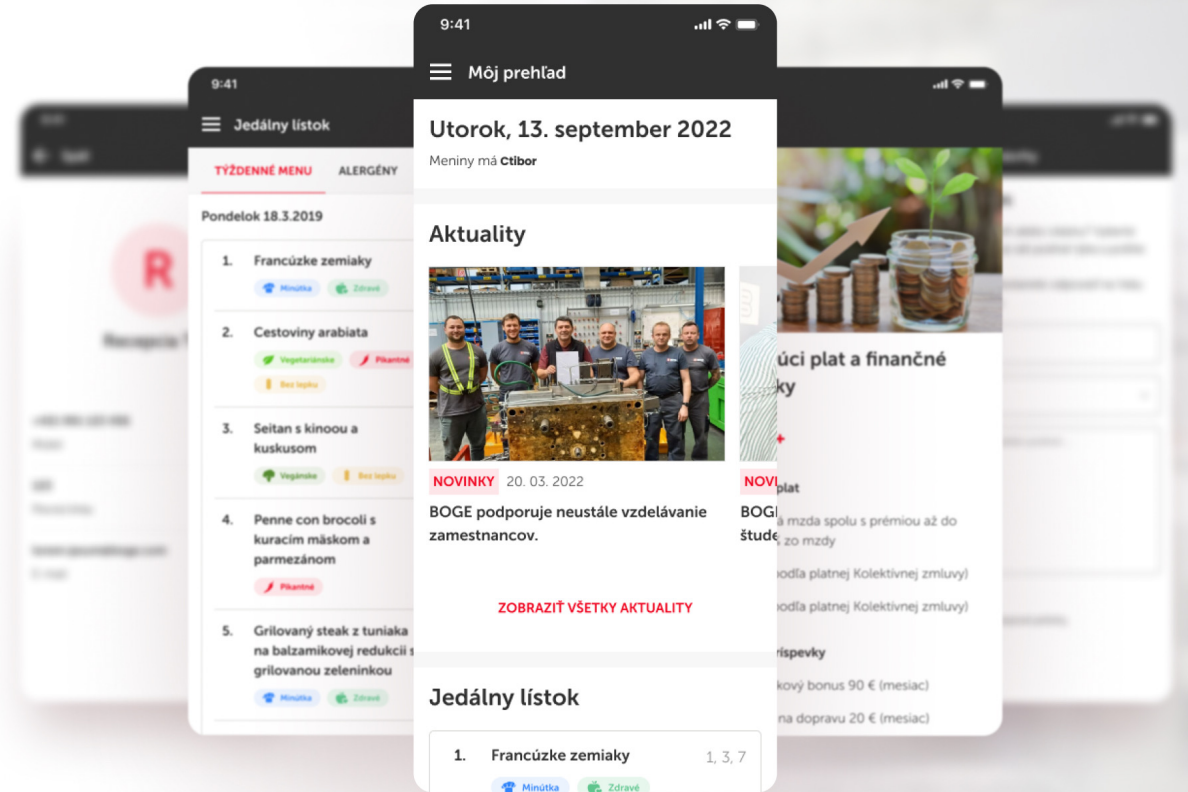 9:41
Môj prehľad
Utorok, 13. september 2022
Meniny má Ctibor
Aktuality
NOVINKY 20. 03. 2022
BOGE podporuje neustále vzdelávanie
zamestnancov.
NOVI
BOGE
štude
ZOBRAZIŤ VŠETKY AKTUALITY
Jedálny lístok
1. Francúzke zemiaky 1, 3, 7
Minútka Zdravé
9:41
Jedálny lístok
TÝŽDENNÉ MENU ALERGÉNY
Pondelok 18.3.2019
1. Francúzke zemiaky
Minútka Zdravé
2. Cestoviny arabiata
Vegetariánske Pikantné
Bez lepku
3. Seitan s kinoou a
kuskusom
Vegánske Bez lepku
4. Penne con brocoli s
kuracím mäskom a
parmezánom
Pikantné
5. Grilovaný steak z tuniaka
na balzamikovej redukcii s
grilovanou zeleninkou
Minútka Zdravé
úci plat a finančné
ky
plat
á mzda spolu s prémiou až do
zo mzdy
podľa platnej Kolektívnej zmluvy)
podľa platnej Kolektívnej zmluvy)
ríspevky
kový bonus 90 € (mesiac)
na dopravu 20 € (mesiac)
R
Recepcia